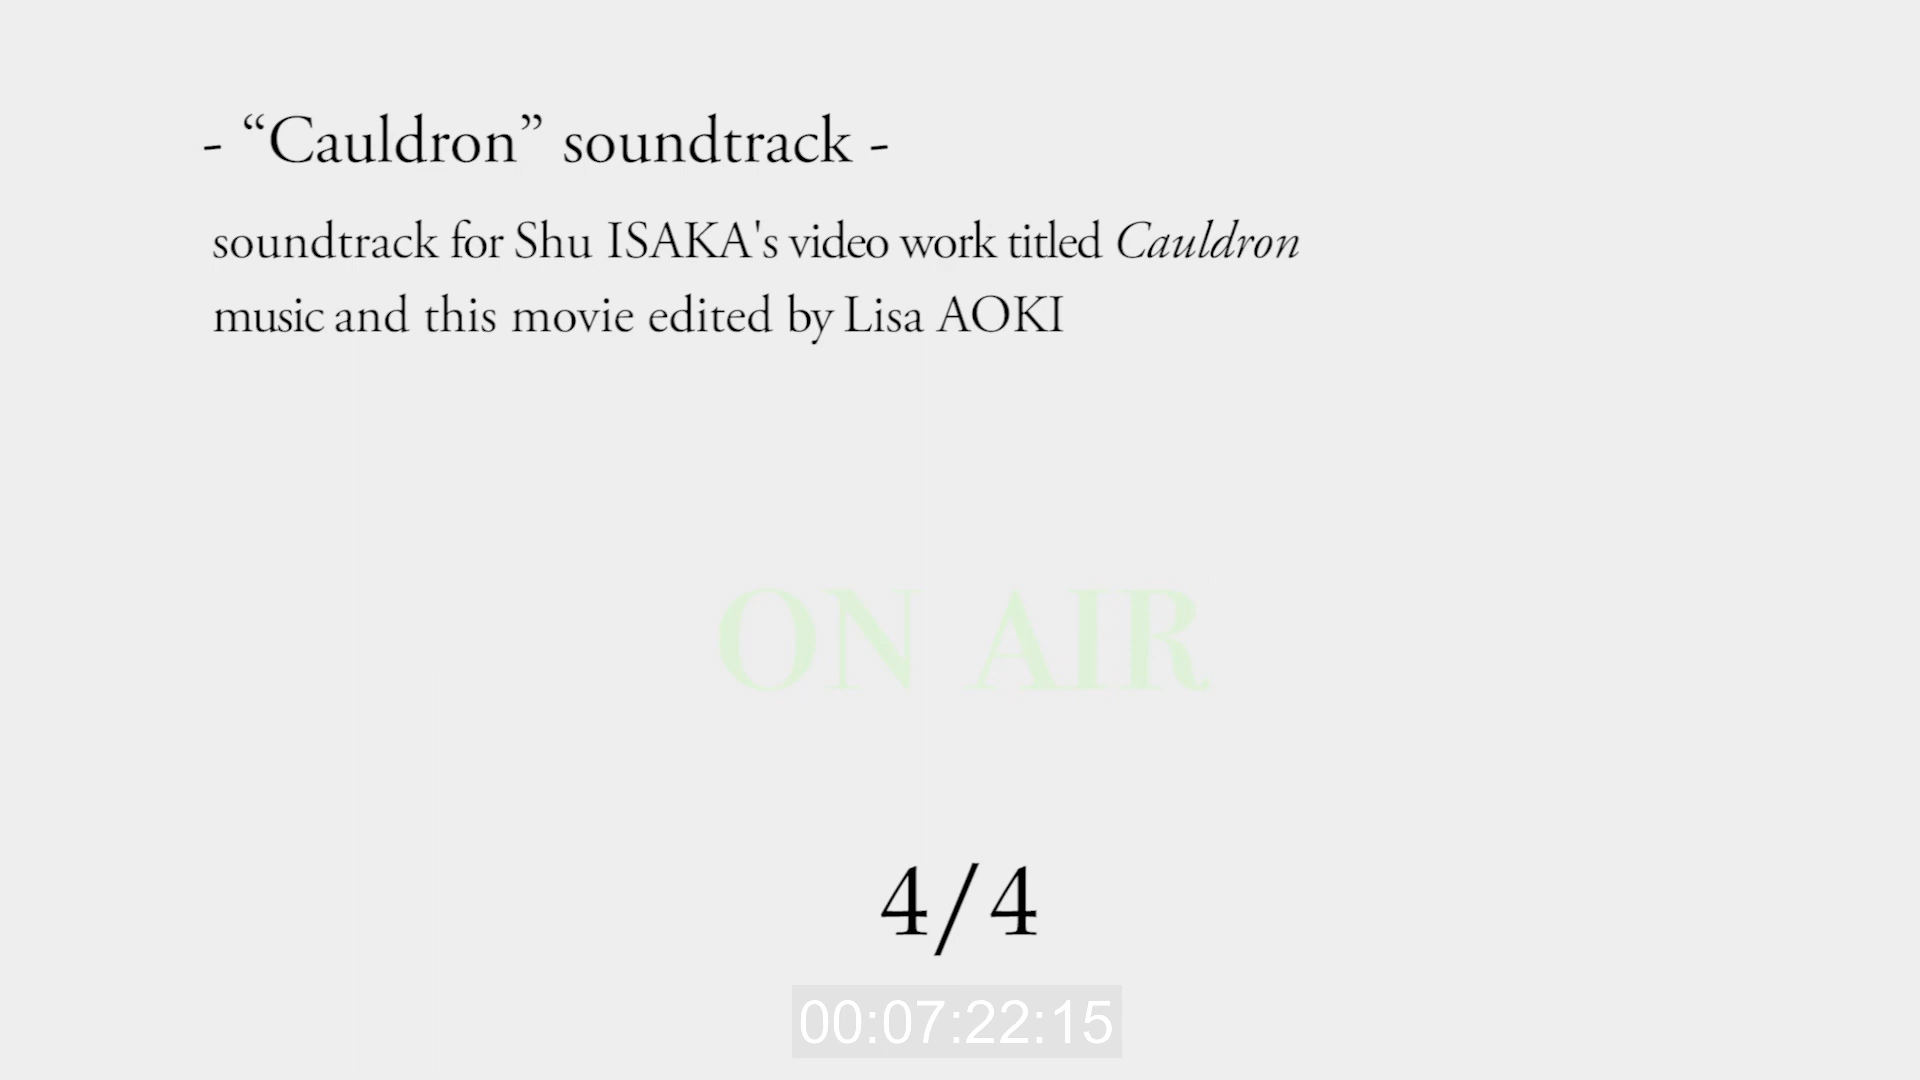 - “Cauldron” soundtrack -
soundtrack for Shu ISAKA's video work titled Cauldron
music and this movie edited by Lisa AOKI
ON AIR
4/4
00:07:22:15